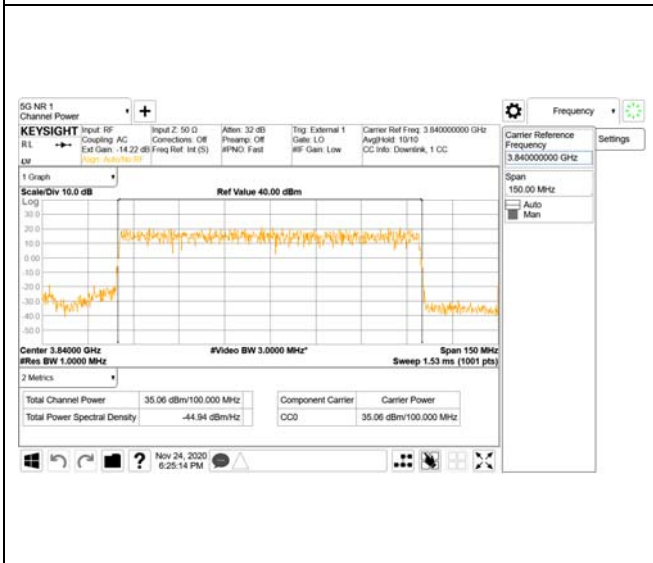 5G NR 1
Channel Power
Frequency
KEYSIGHT
RL
Input: RF
Coupling: AC
Ext Gain: -14.22 dB
Align: Auto/No RF
Input Z: 50 Ω
Corrections: Off
Freq Ref: Int (S)
Atten: 32 dB
Preamp: Off
#PNO: Fast
Trig: External 1
Gate: LO
#IF Gain: Low
Carrier Ref Freq: 3.840000000 GHz
Avg|Hold: 10/10
CC Info: Downlink, 1 CC
Carrier Reference
Frequency
3.840000000 GHz
Settings
Span
150.00 MHz
Auto
Man
1 Graph
Scale/Div 10.0 dB
Ref Value 40.00 dBm
Log
30.0
20.0
10.0
0.00
-10.0
-20.0
-30.0
-40.0
-50.0
Center 3.84000 GHz
#Video BW 3.0000 MHz*
Span 150 MHz
#Res BW 1.0000 MHz
Sweep 1.53 ms (1001 pts)
2 Metrics
Total Channel Power 35.06 dBm/100.000 MHz
Total Power Spectral Density -44.94 dBm/Hz
Component Carrier Carrier Power
CC0 35.06 dBm/100.000 MHz
Nov 24, 2020
6:25:14 PM